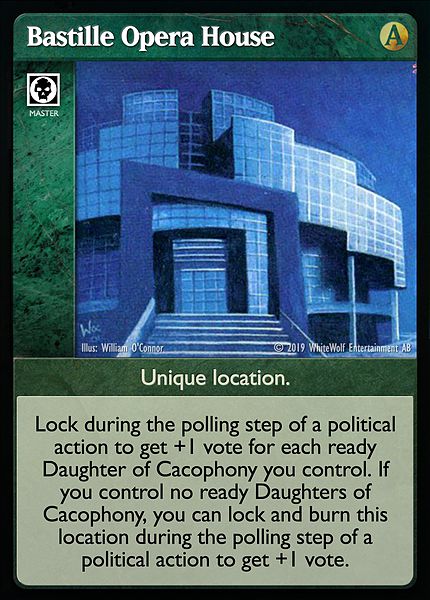 Bastille Opera House
A
MASTER
Woc
Illus: William O'Connor
© 2019 WhiteWolf Entertainment AB
Unique location.
Lock during the polling step of a political
action to get +1 vote for each ready
Daughter of Cacophony you control. If
you control no ready Daughters of
Cacophony, you can lock and burn this
location during the polling step of a
political action to get +1 vote.